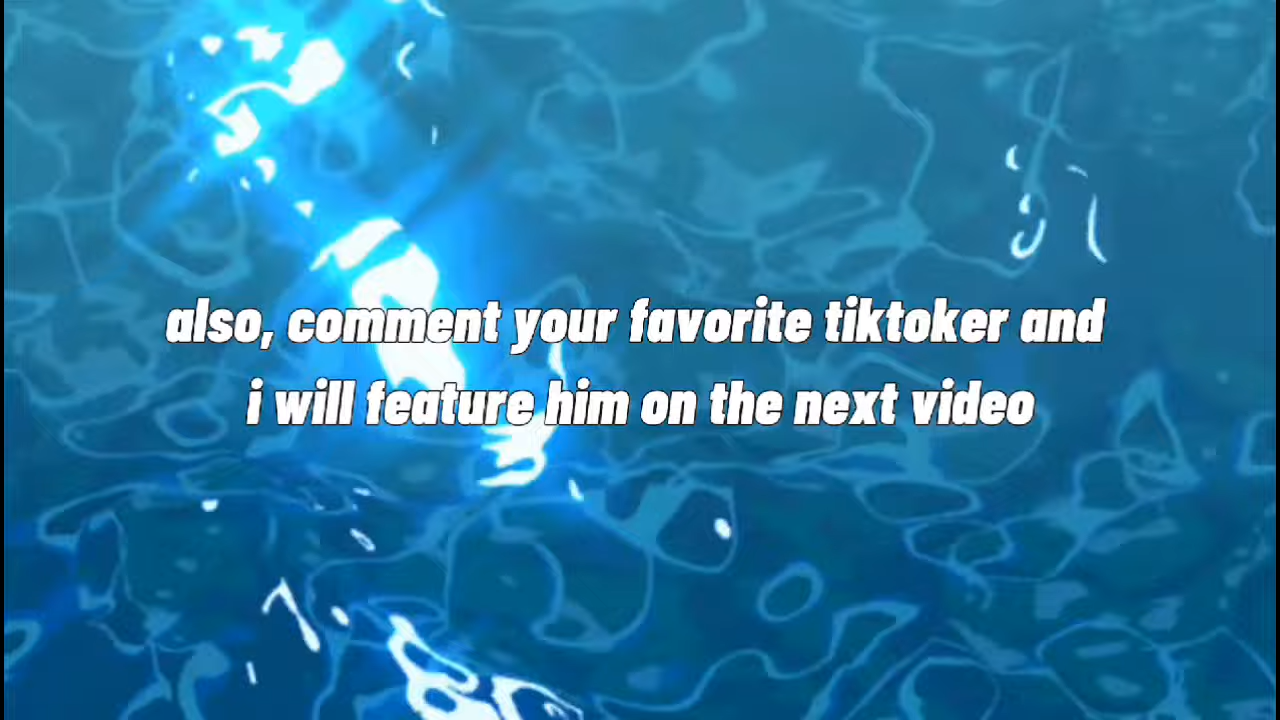 also, comment your favorite tiktoker and
i will feature him on the next video